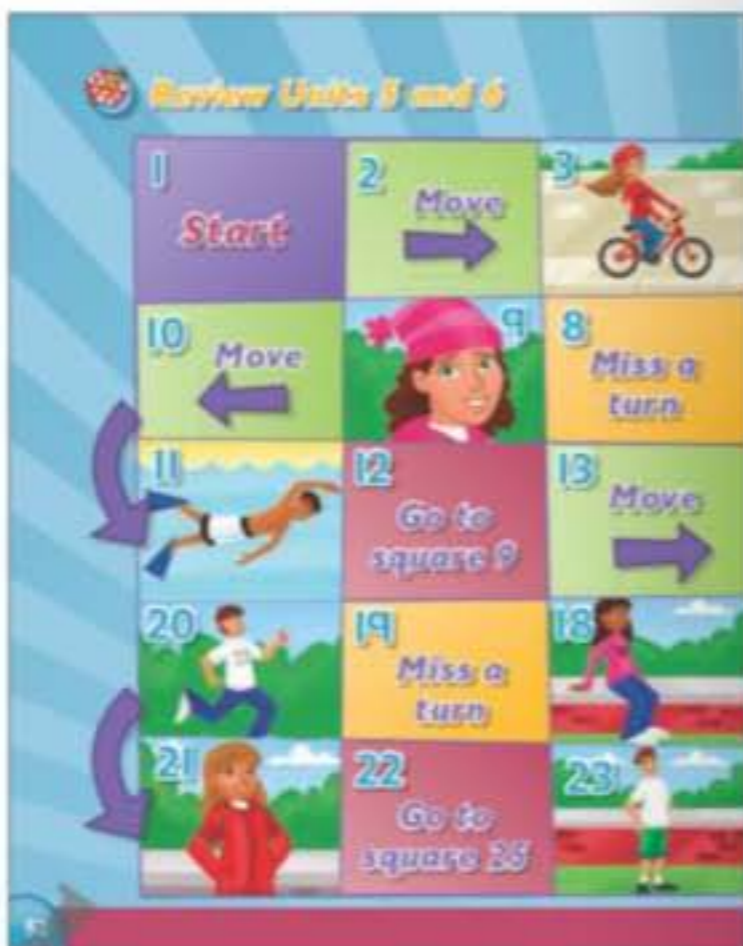 Review Units 5 and 6
1
Start
2
Move
3
10
Move
9
8
Miss a
turn
11
12
Go to
square 9
13
Move
20
19
Miss a
turn
18
21
22
Go to
square 25
23